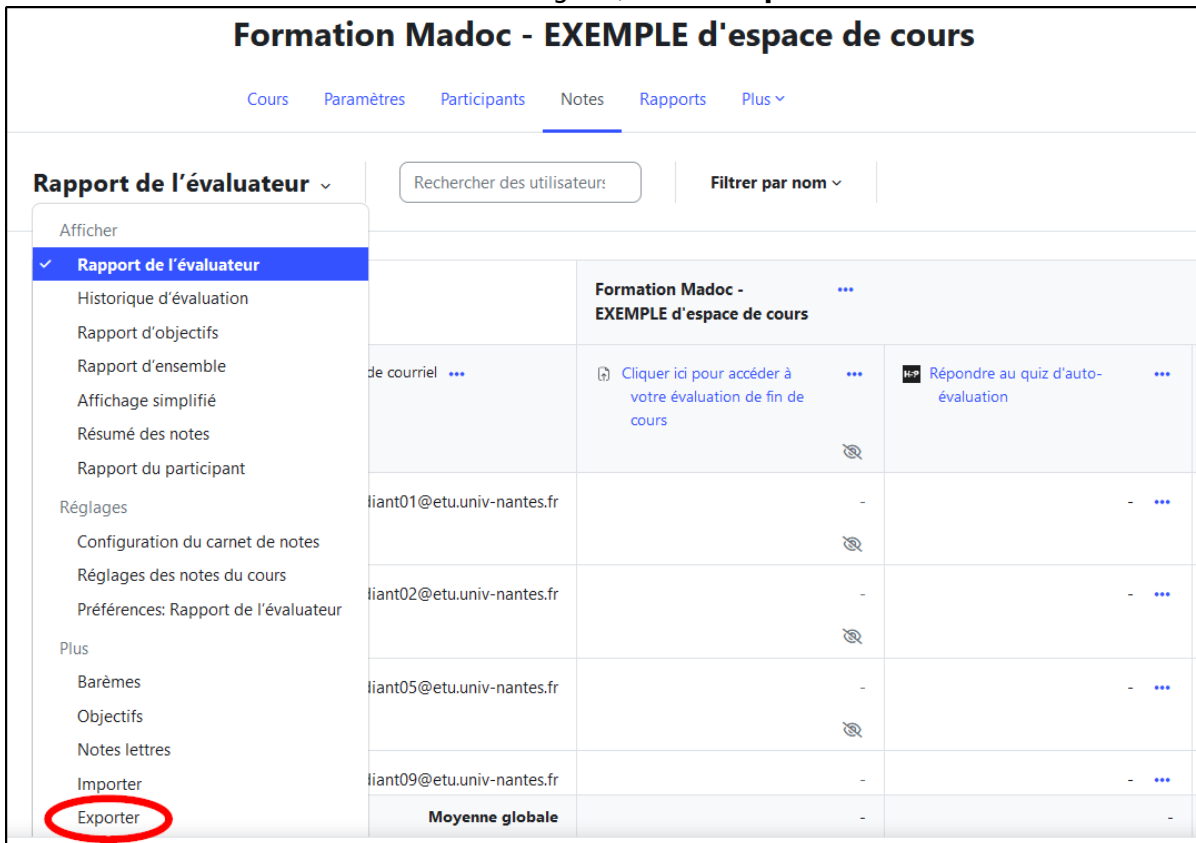 Formation Madoc - EXEMPLE d'espace de cours
Cours Paramètres Participants Notes Rapports Plus
Rapport de l'évaluateur
Rechercher des utilisateurs
Filtrer par nom
Afficher
Rapport de l'évaluateur
Historique d'évaluation
Rapport d'objectifs
Rapport d'ensemble
Affichage simplifié
Résumé des notes
Rapport du participant
Réglages
Configuration du carnet de notes
Réglages des notes du cours
Préférences: Rapport de l'évaluateur
Plus
Barèmes
Objectifs
Notes lettres
Importer
Exporter
Formation Madoc -
EXEMPLE d'espace de cours
de courriel
Cliquer ici pour accéder à
votre évaluation de fin de
cours
H-P Répondre au quiz d'auto-
évaluation
diant01@etu.univ-nantes.fr - -
diant02@etu.univ-nantes.fr - -
diant05@etu.univ-nantes.fr - -
diant09@etu.univ-nantes.fr - -
Moyenne globale - -